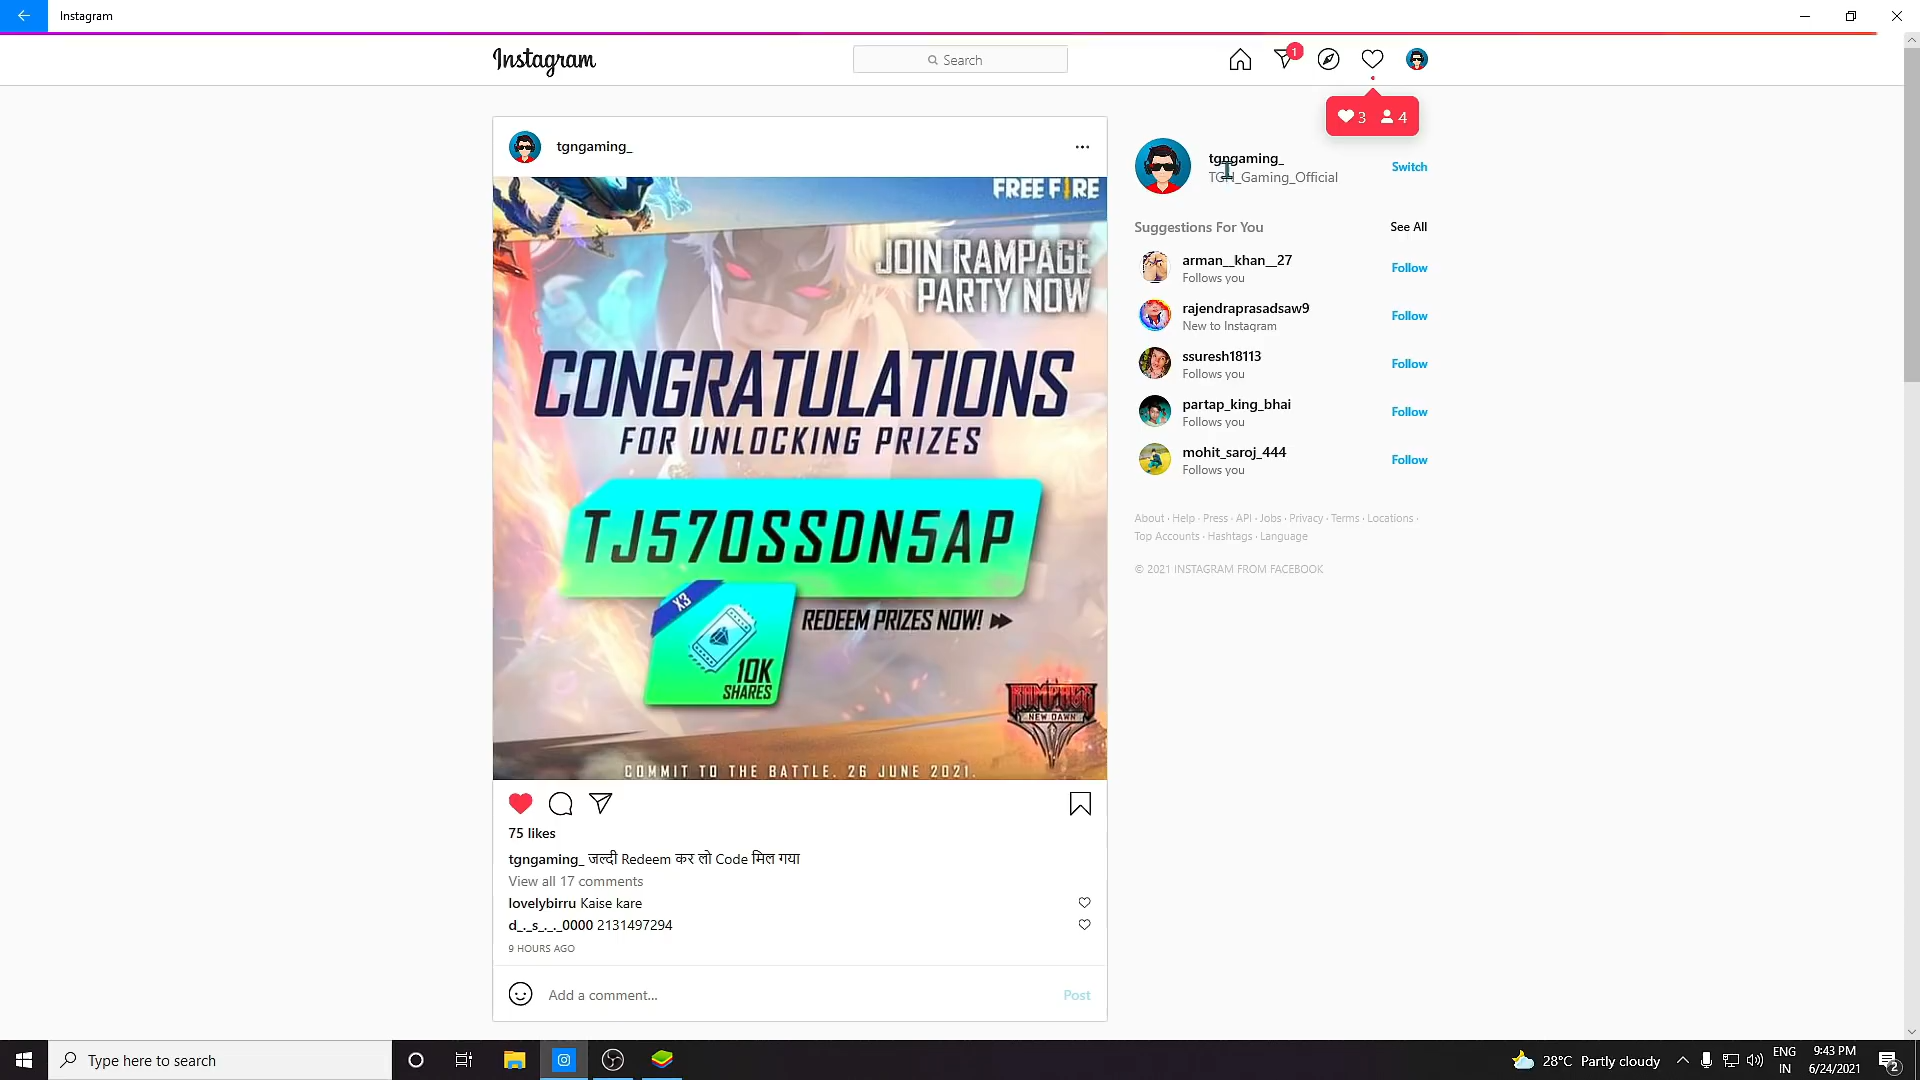 Instagram
Instagram
Search
1
3 4
tgngaming_
tgngaming_
TGN_Gaming_Official
Switch
FREE FIRE
JOIN RAMPAGE
PARTY NOW
CONGRATULATIONS
FOR UNLOCKING PRIZES
TJ57OSSDN5AP
X3
REDEEM PRIZES NOW!
10K
SHARES
RAMPAGE
NEW DAWN
COMMIT TO THE BATTLE. 26 JUNE 2021.
75 likes
tgngaming_ जल्दी Redeem कर लो Code मिल गया
View all 17 comments
lovelybirru Kaise kare
d_._s_._._0000 2131497294
9 HOURS AGO
Add a comment...
Post
Suggestions For You
See All
arman__khan__27
Follows you
Follow
rajendraprasadsaw9
New to Instagram
Follow
ssuresh18113
Follows you
Follow
partap_king_bhai
Follows you
Follow
mohit_saroj_444
Follows you
Follow
About · Help · Press · API · Jobs · Privacy · Terms · Locations ·
Top Accounts · Hashtags · Language
© 2021 INSTAGRAM FROM FACEBOOK
Type here to search
28°C Partly cloudy
ENG
IN
9:43 PM
6/24/2021
2